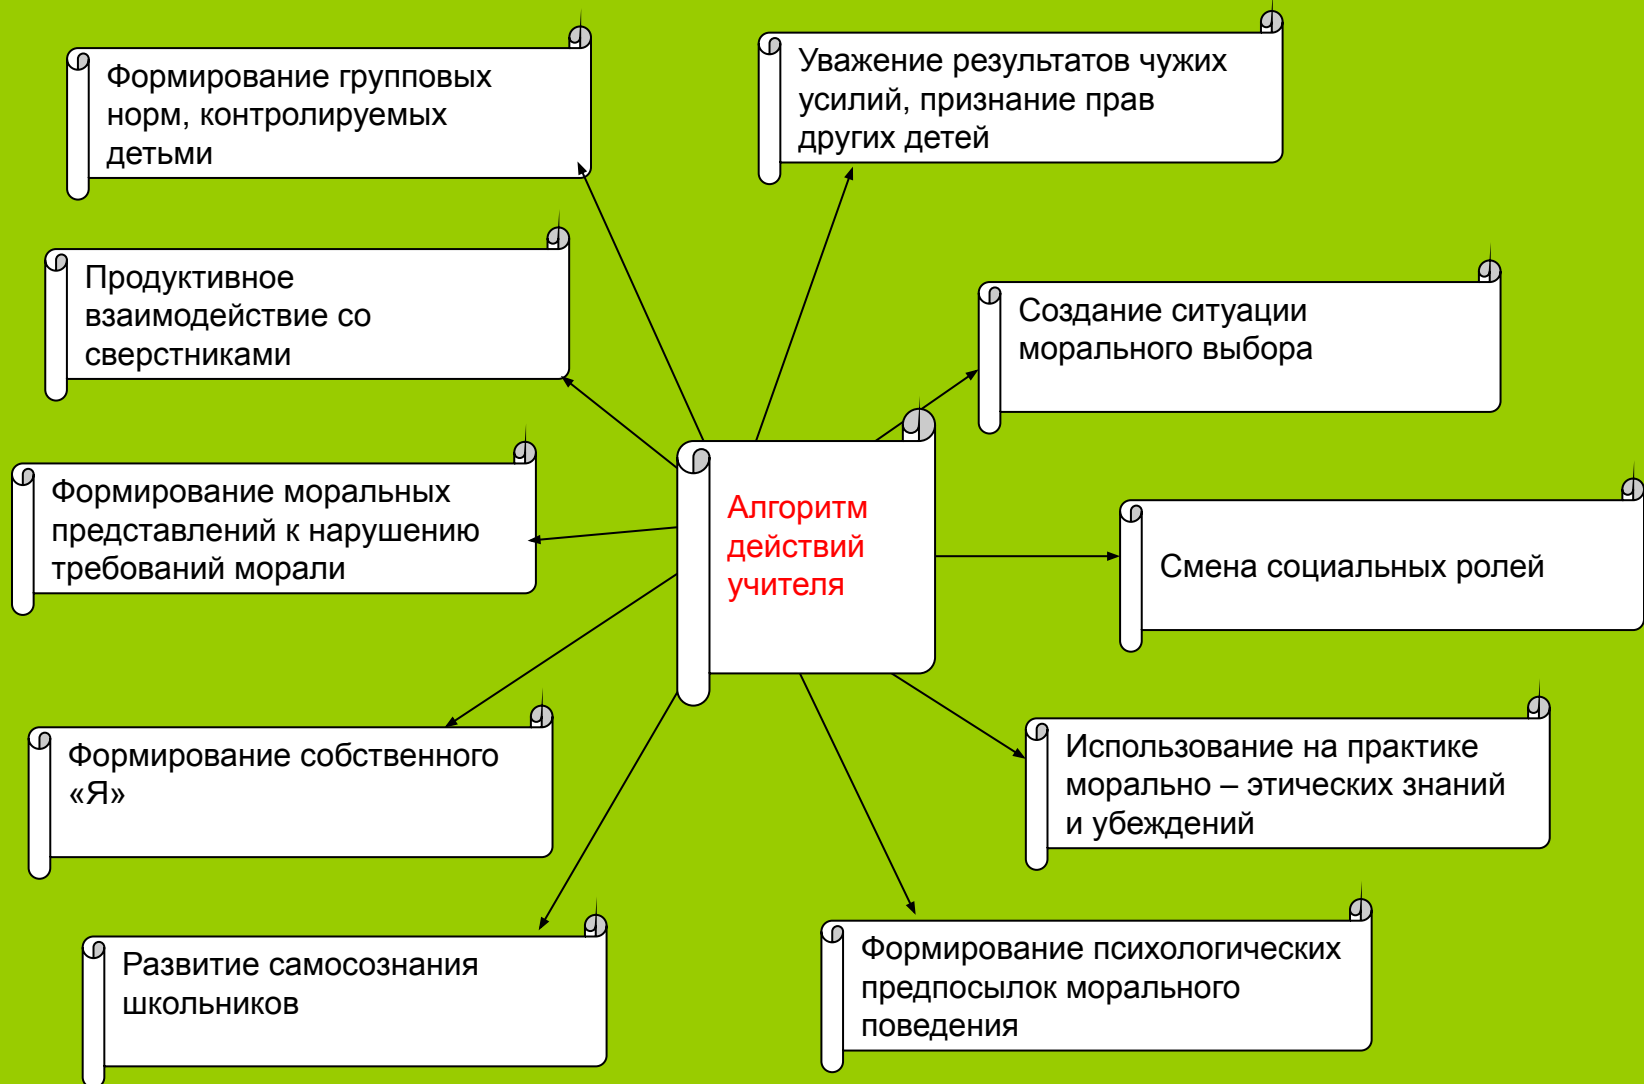 Формирование групповых
норм, контролируемых
детьми
Уважение результатов чужих
усилий, признание прав
других детей
Продуктивное
взаимодействие со
сверстниками
Создание ситуации
морального выбора
Формирование моральных
представлений к нарушению
требований морали
Алгоритм
действий
учителя
Смена социальных ролей
Формирование собственного
«Я»
Использование на практике
морально – этических знаний
и убеждений
Развитие самосознания
школьников
Формирование психологических
предпосылок морального
поведения